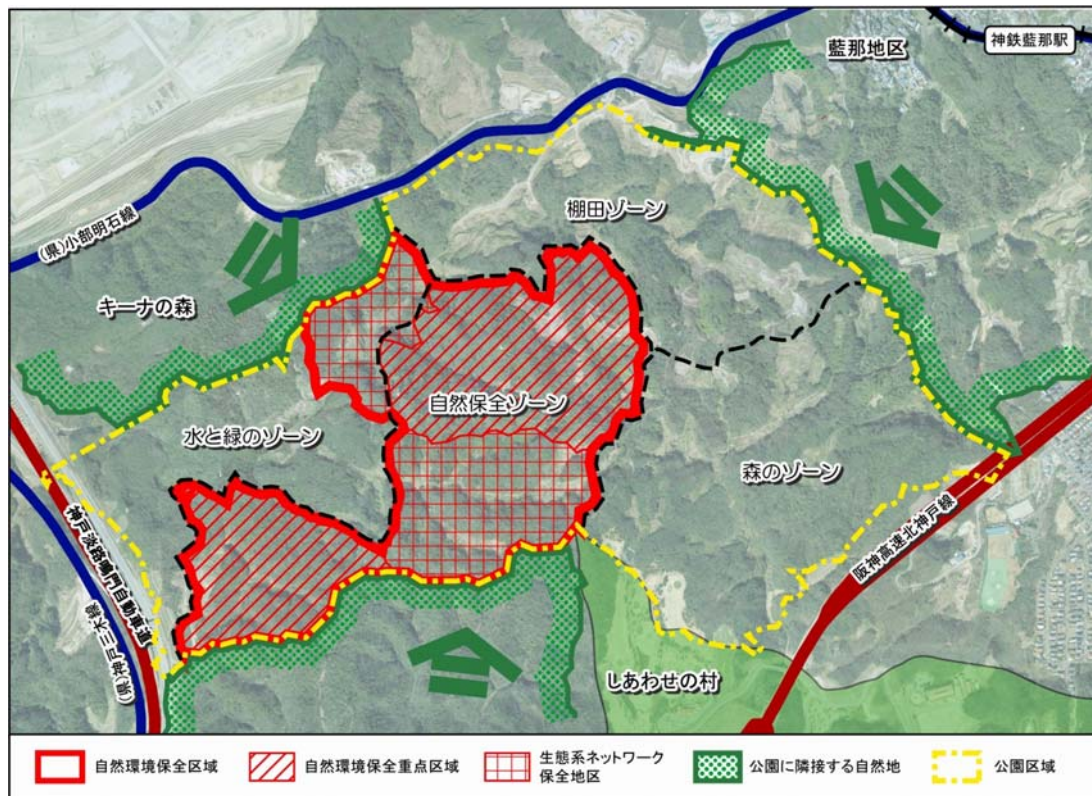 神鉄藍那駅
藍那地区
棚田ゾーン
(県)小部明石線
キーナの森
自然保全ゾーン
水と緑のゾーン
森のゾーン
神戸淡路鳴門自動車道
(県)神戸三木線
阪神高速北神戸線
しあわせの村
自然環境保全区域
自然環境保全重点区域
生態系ネットワーク
保全地区
公園に隣接する自然地
公園区域